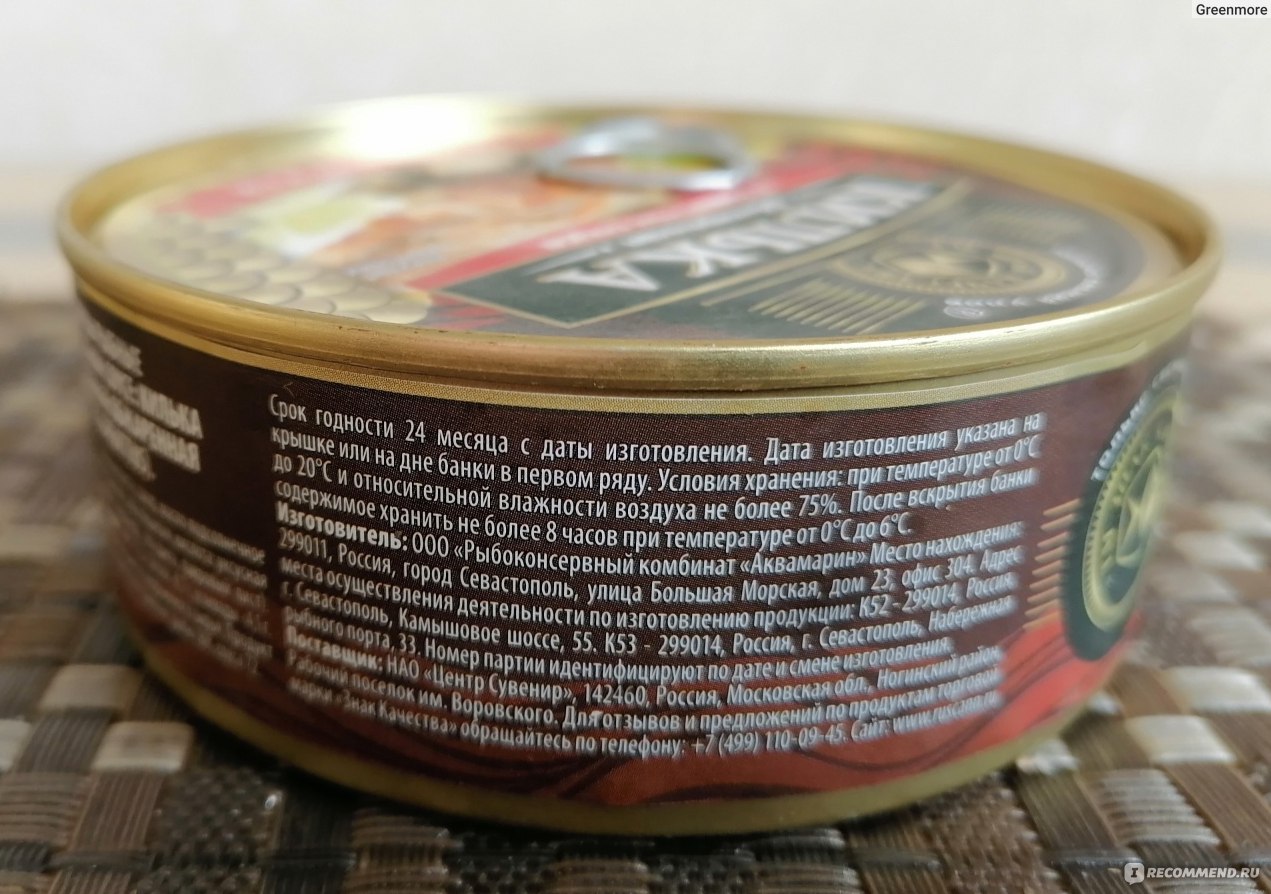 Greenmore
КИЛЬКА
КИЛЬКА
Срок годности 24 месяца с даты изготовления. Дата изготовления указана на
крышке или на дне банки в первом ряду. Условия хранения: при температуре от 0°С
до 20°С и относительной влажности воздуха не более 75%. После вскрытия банки
содержимое хранить не более 8 часов при температуре от 0°С до 6°С
Изготовитель: ООО «Рыбоконсервный комбинат «Аквамарин» Место нахождения:
299011, Россия, город Севастополь, улица Большая Морская, дом 23, офис 304. Адрес
места осуществления деятельности по изготовлению продукции: К52 - 299014, Россия,
г. Севастополь, Камышовое шоссе, 55. К53 - 299014, Россия, г. Севастополь, Набережная
Рыбного порта, 33. Номер партии идентифицируют по дате и смене изготовления.
Поставщик: НАО «Центр Сувенир», 142460, Россия, Московская обл., Ногинский район,
Рабочий поселок им. Воровского. Для отзывов и предложений по продуктам торговой
марки «Знак Качества» обращайтесь по телефону: +7 (499) 110-09-45. Сайт:
IRECOMMEND.RU